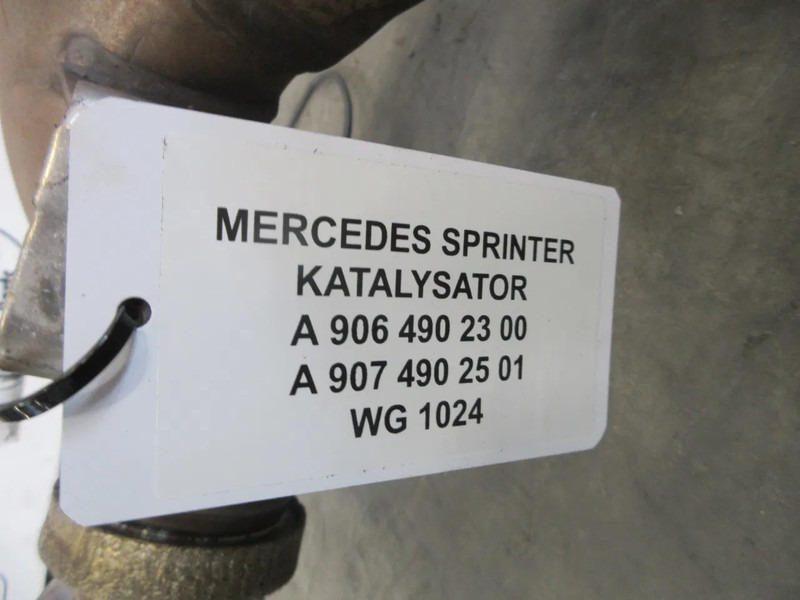 MERCEDES SPRINTER
KATALYSATOR
A 906 490 23 00
A 907 490 25 01
WG 1024